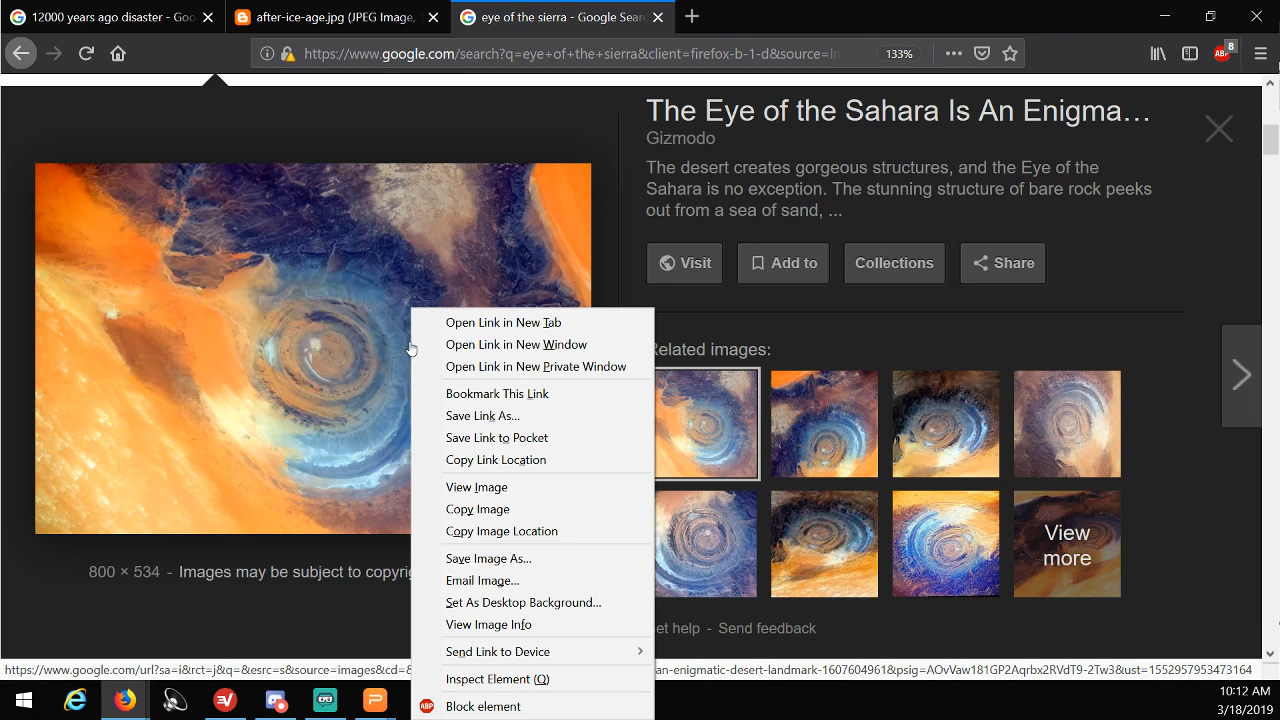 12000 years ago disaster - Goo
after-ice-age.jpg (JPEG Image, 1
eye of the sierra - Google Sear
https://www.google.com/search?q=eye+of+the+sierra&client=firefox-b-1-d&source=ln
133%
ABP
8
The Eye of the Sahara Is An Enigma…
Gizmodo
The desert creates gorgeous structures, and the Eye of the
Sahara is no exception. The stunning structure of bare rock peeks
out from a sea of sand, ...
Visit
Add to
Collections
Share
Related images:
View
more
800 × 534 - Images may be subject to copyrig
et help - Send feedback
Open Link in New Tab
Open Link in New Window
Open Link in New Private Window
Bookmark This Link
Save Link As...
Save Link to Pocket
Copy Link Location
View Image
Copy Image
Copy Image Location
Save Image As...
Email Image...
Set As Desktop Background...
View Image Info
Send Link to Device
Inspect Element (Q)
ABP Block element
https://www.google.com/url?sa=i&rct=j&q=&esrc=s&source=images&cd=&
an-enigmatic-desert-landmark-1607604961&psig=AOvVaw181GP2Aqrbx2RVdT9-2Tw3&ust=1552957953473164
10:12 AM
3/18/2019